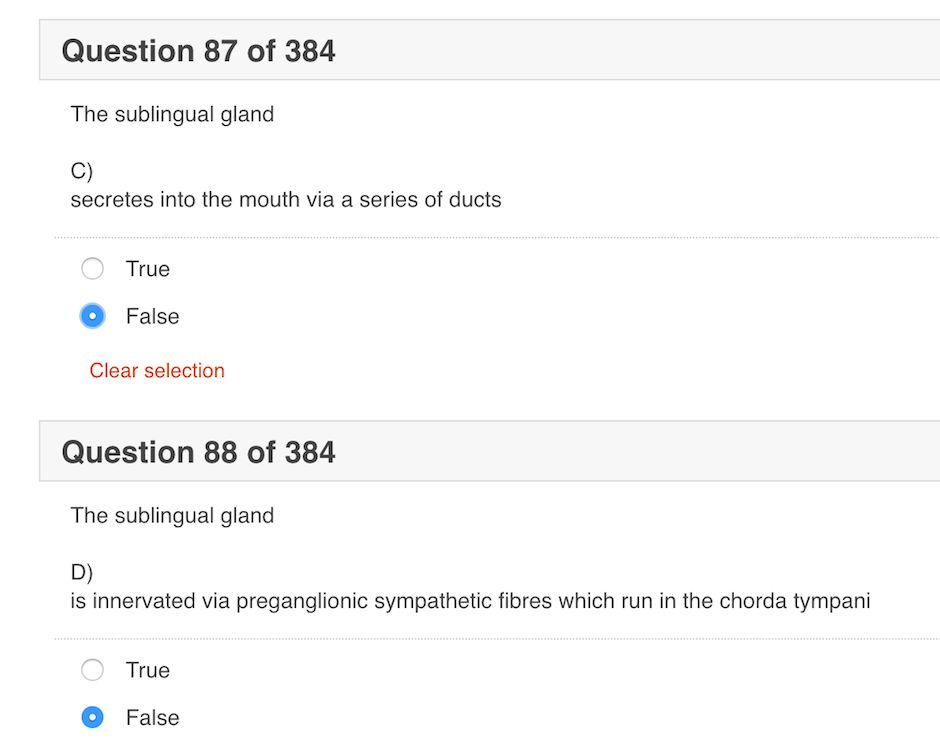 Question 87 of 384
The sublingual gland
C)
secretes into the mouth via a series of ducts
True
False
Clear selection
Question 88 of 384
The sublingual gland
D)
is innervated via preganglionic sympathetic fibres which run in the chorda tympani
True
False